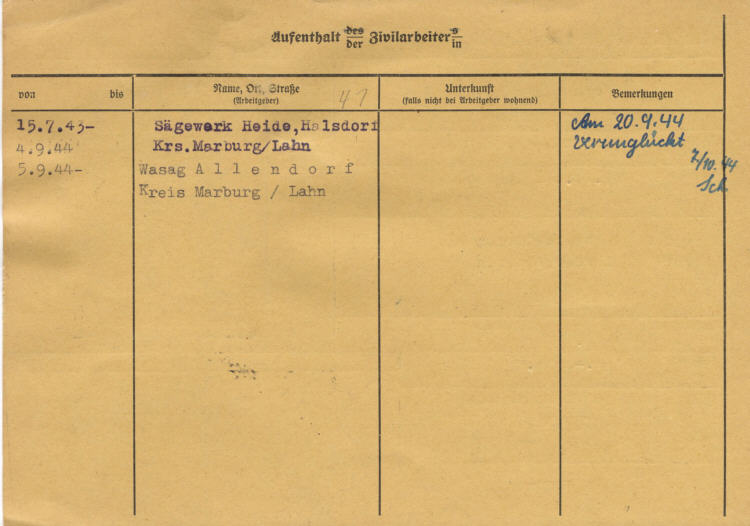 Aufenthalt des/der Zivilarbeiters/in
von bis
Name, Ort, Straße
(Arbeitgeber)
41
Unterkunft
(falls nicht bei Arbeitgeber wohnend)
Bemerkungen
15.7.43- Sägewerk Heide, Halsdorf
4.9.44 Krs.Marburg/Lahn
5.9.44- Wasag Allendorf
Kreis Marburg / Lahn
Am 20.9.44
verunglückt
7/10.44
Sch